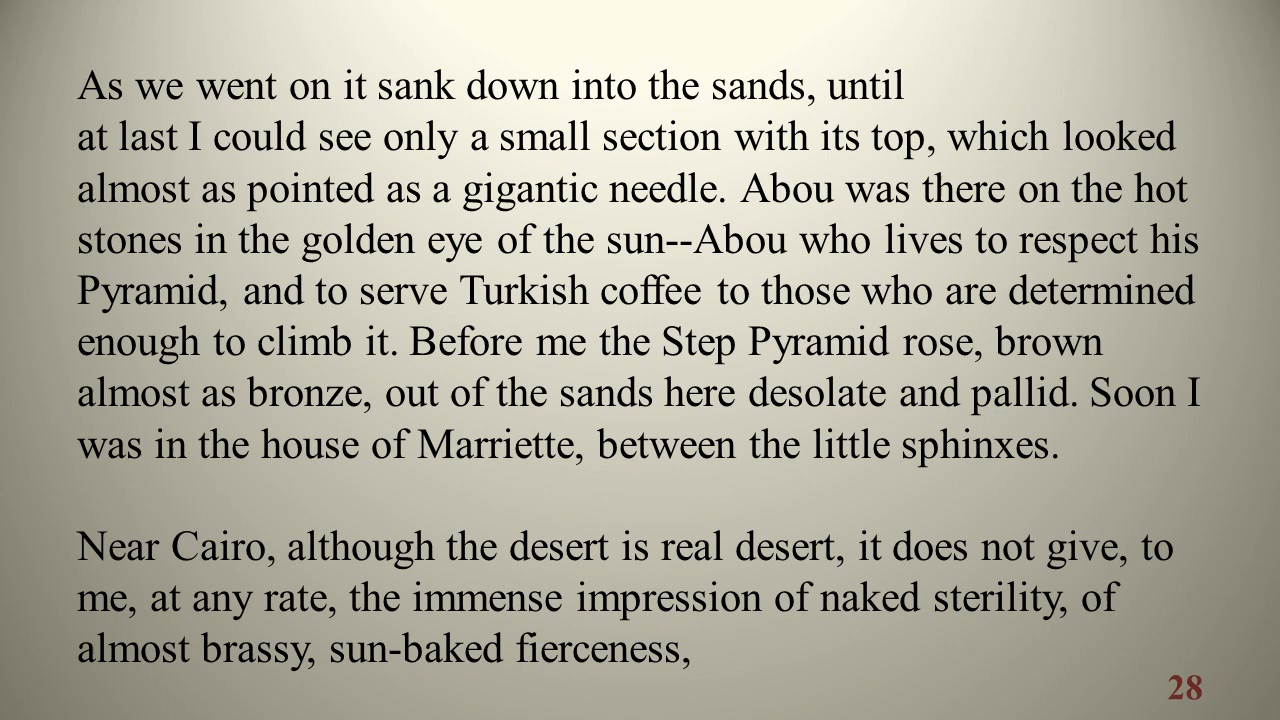 As we went on it sank down into the sands, until
at last I could see only a small section with its top, which looked
almost as pointed as a gigantic needle. Abou was there on the hot
stones in the golden eye of the sun--Abou who lives to respect his
Pyramid, and to serve Turkish coffee to those who are determined
enough to climb it. Before me the Step Pyramid rose, brown
almost as bronze, out of the sands here desolate and pallid. Soon I
was in the house of Marriette, between the little sphinxes.
Near Cairo, although the desert is real desert, it does not give, to
me, at any rate, the immense impression of naked sterility, of
almost brassy, sun-baked fierceness,
28